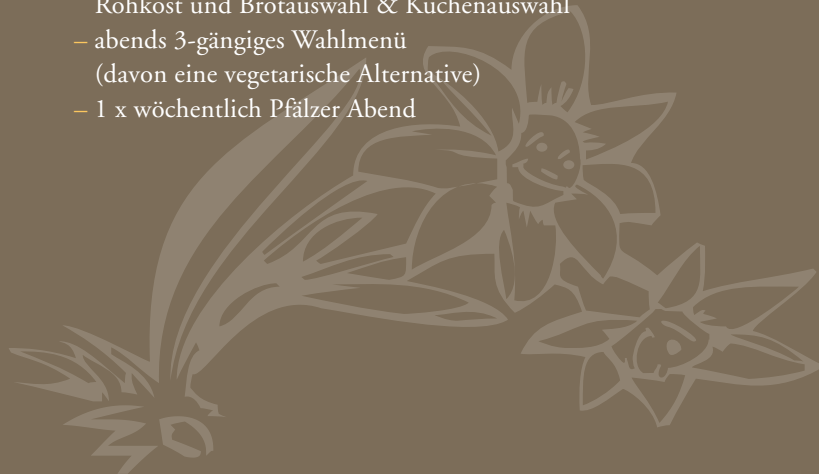 Rohkost und Brotauswahl & Kuchenauswahl
– abends 3-gängiges Wahlmenü
(davon eine vegetarische Alternative)
– 1 x wöchentlich Pfälzer Abend